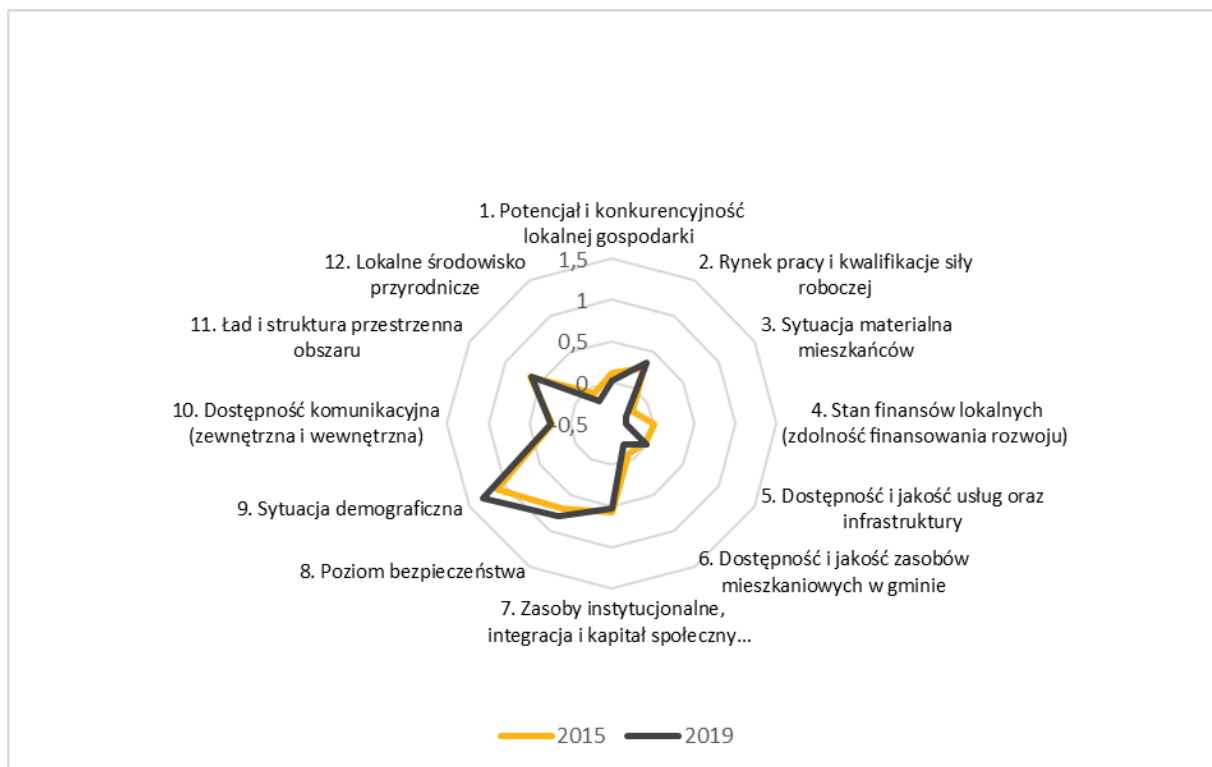 1. Potencjał i konkurencyjność
lokalnej gospodarki
2. Rynek pracy i kwalifikacje siły
roboczej
3. Sytuacja materialna
mieszkańców
4. Stan finansów lokalnych
(zdolność finansowania rozwoju)
5. Dostępność i jakość usług oraz
infrastruktury
6. Dostępność i jakość zasobów
mieszkaniowych w gminie
7. Zasoby instytucjonalne,
integracja i kapitał społeczny...
8. Poziom bezpieczeństwa
9. Sytuacja demograficzna
10. Dostępność komunikacyjna
(zewnętrzna i wewnętrzna)
11. Ład i struktura przestrzenna
obszaru
12. Lokalne środowisko
przyrodnicze
1,5
1
0,5
0
-0,5
2015
2019